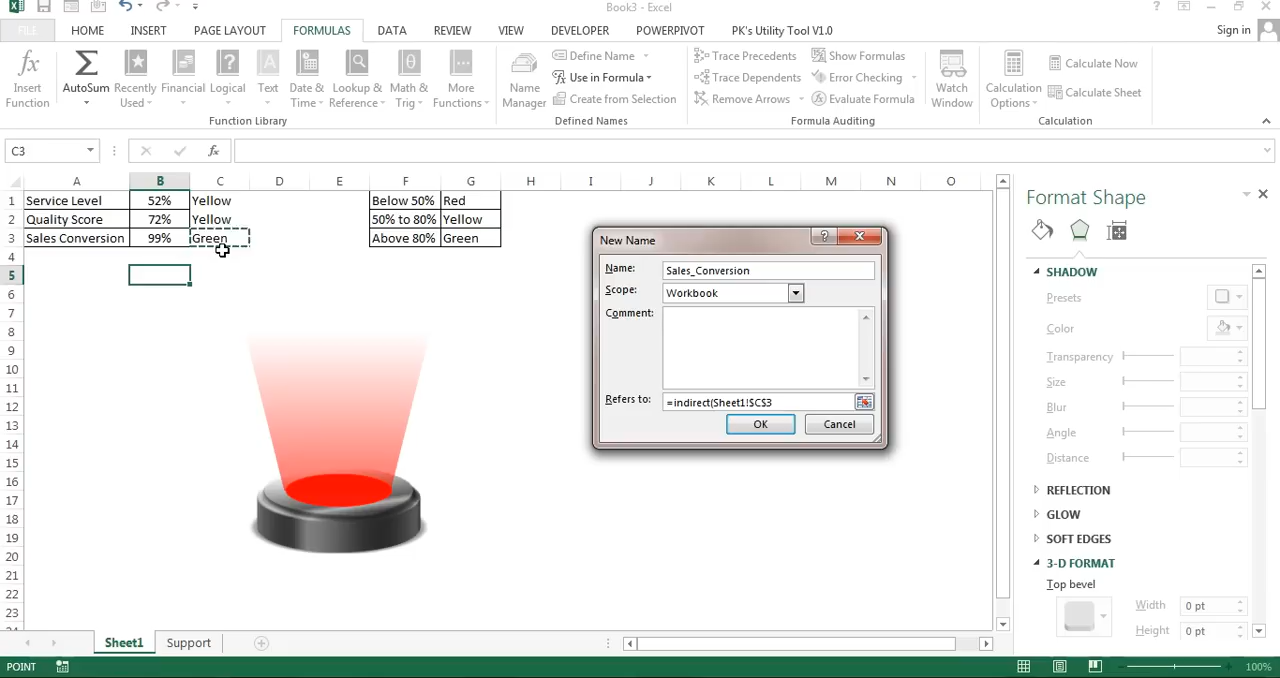 Book3 - Excel
FILE HOME INSERT PAGE LAYOUT FORMULAS DATA REVIEW VIEW DEVELOPER POWERPIVOT PK's Utility Tool V1.0 Sign in
fx Insert Function
Σ AutoSum
Recently Used
Financial
Logical
Text
Date & Time
Lookup & Reference
Math & Trig
More Functions
Function Library
Name Manager
Define Name
Use in Formula
Create from Selection
Defined Names
Trace Precedents
Trace Dependents
Remove Arrows
Show Formulas
Error Checking
Evaluate Formula
Formula Auditing
Watch Window
Calculation Options
Calculate Now
Calculate Sheet
Calculation
C3 fx
A B C D E F G H I J K L M N O
1 Service Level 52% Yellow Below 50% Red
2 Quality Score 72% Yellow 50% to 80% Yellow
3 Sales Conversion 99% Green Above 80% Green
4
5
6
7
8
9
10
11
12
13
14
15
16
17
18
19
20
21
22
23
New Name
Name: Sales_Conversion
Scope: Workbook
Comment:
Refers to: =indirect(Sheet1!$C$3
OK Cancel
Format Shape
SHADOW
Presets
Color
Transparency
Size
Blur
Angle
Distance
REFLECTION
GLOW
SOFT EDGES
3-D FORMAT
Top bevel
Width 0 pt
Height 0 pt
Sheet1 Support
POINT 100%